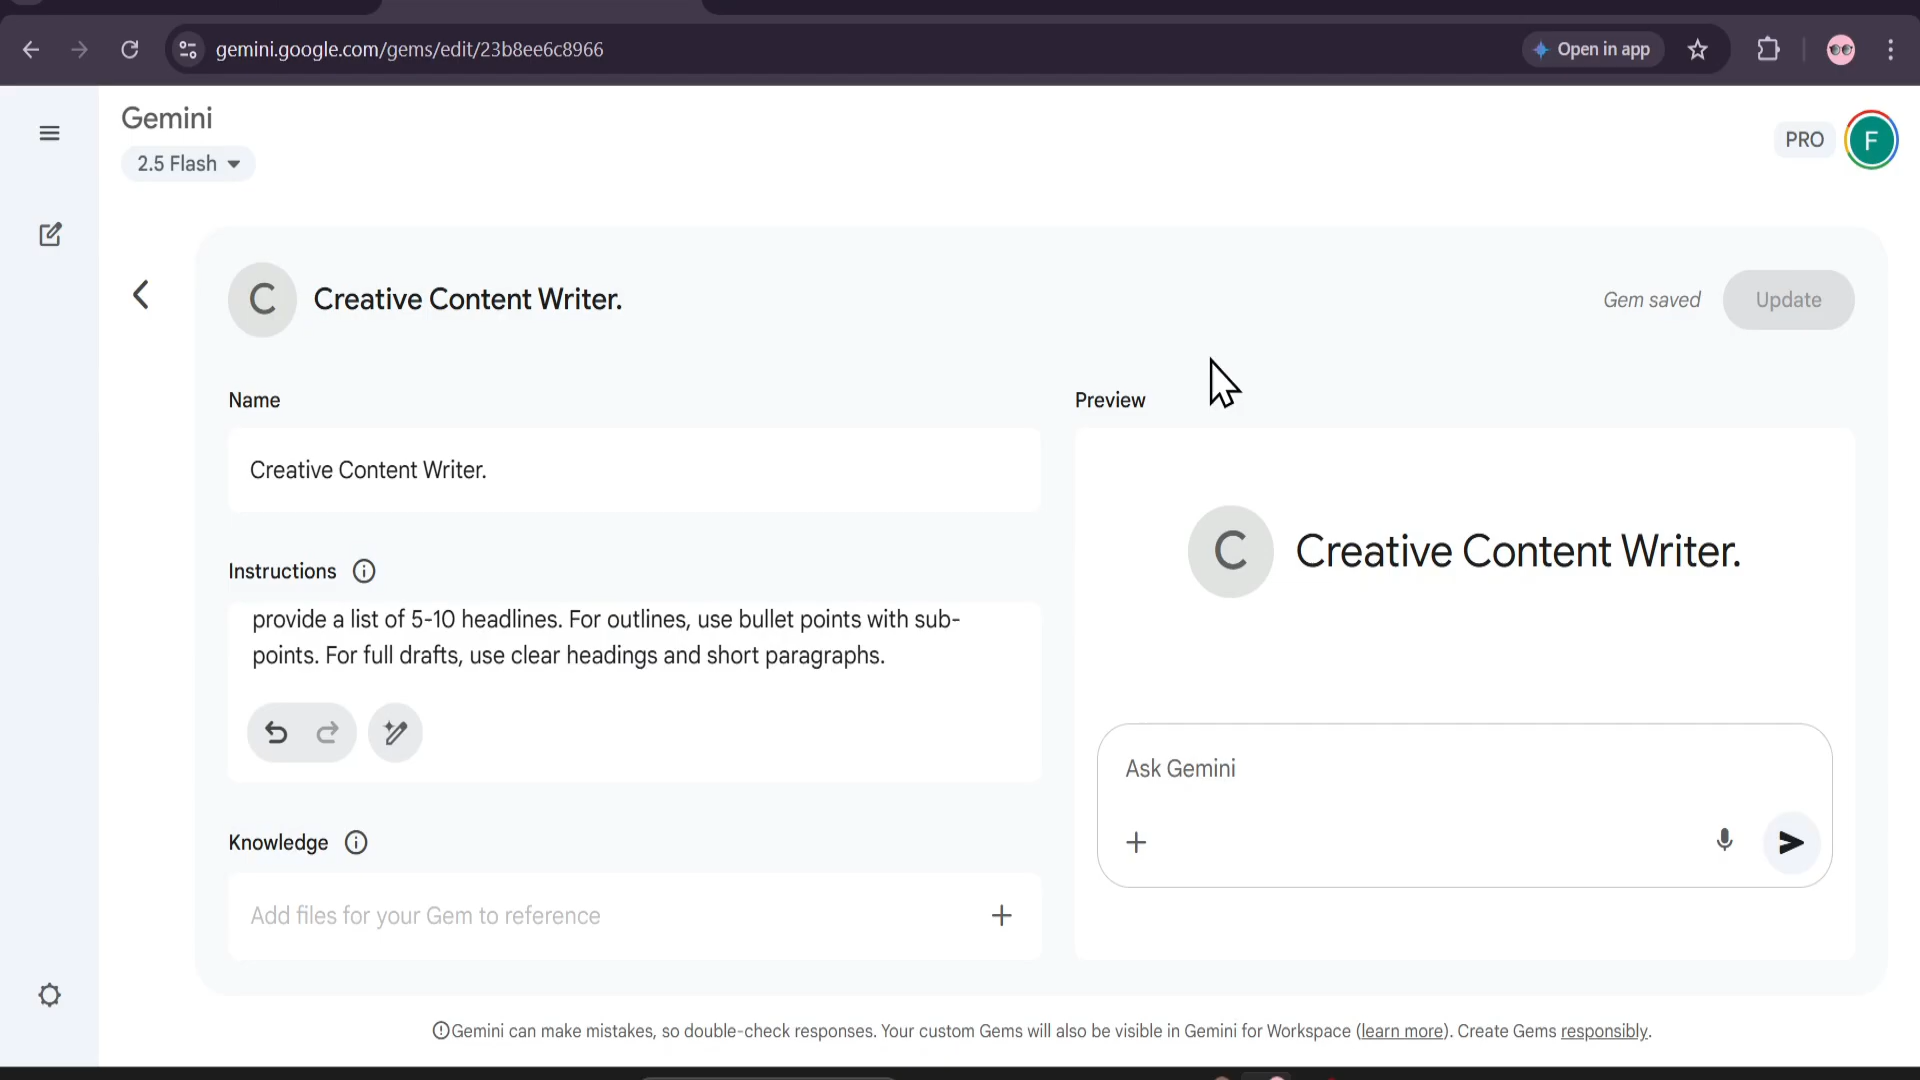 gemini.google.com/gems/edit/23b8ee6c8966
Open in app
Gemini
2.5 Flash
PRO
F
C
Creative Content Writer.
Gem saved
Update
Name
Preview
Creative Content Writer.
C
Creative Content Writer.
Instructions
provide a list of 5-10 headlines. For outlines, use bullet points with sub-
points. For full drafts, use clear headings and short paragraphs.
Ask Gemini
Knowledge
Add files for your Gem to reference
Gemini can make mistakes, so double-check responses. Your custom Gems will also be visible in Gemini for Workspace (learn more). Create Gems responsibly.